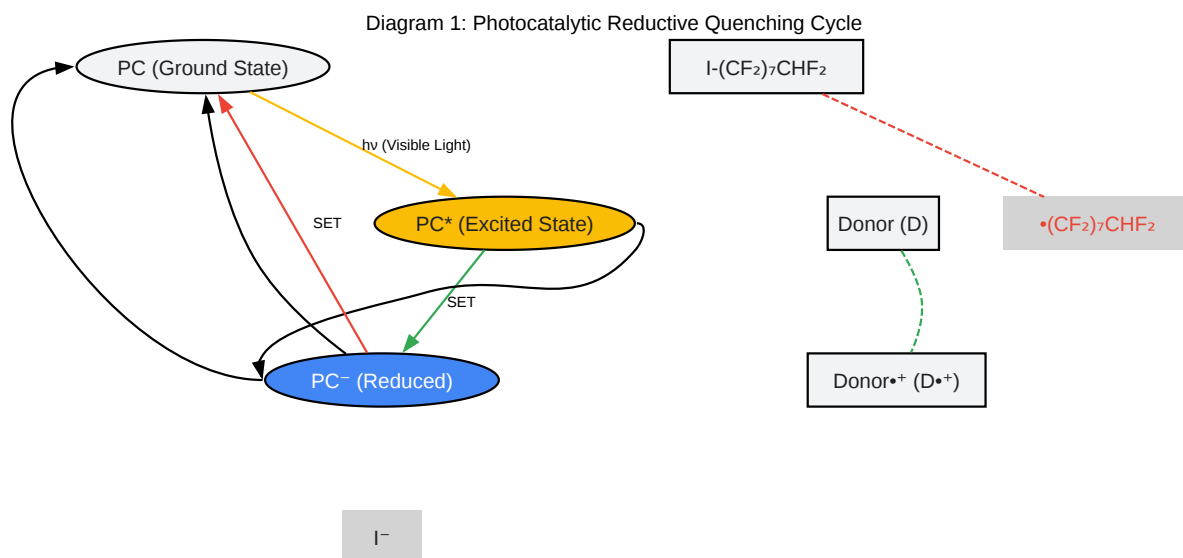 Diagram 1: Photocatalytic Reductive Quenching Cycle
PC (Ground State)
I-(CF₂)₇CHF₂
hν (Visible Light)
SET
PC* (Excited State)
Donor (D)
•(CF₂)₇CHF₂
SET
PC⁻ (Reduced)
Donor•⁺ (D•⁺)
I⁻